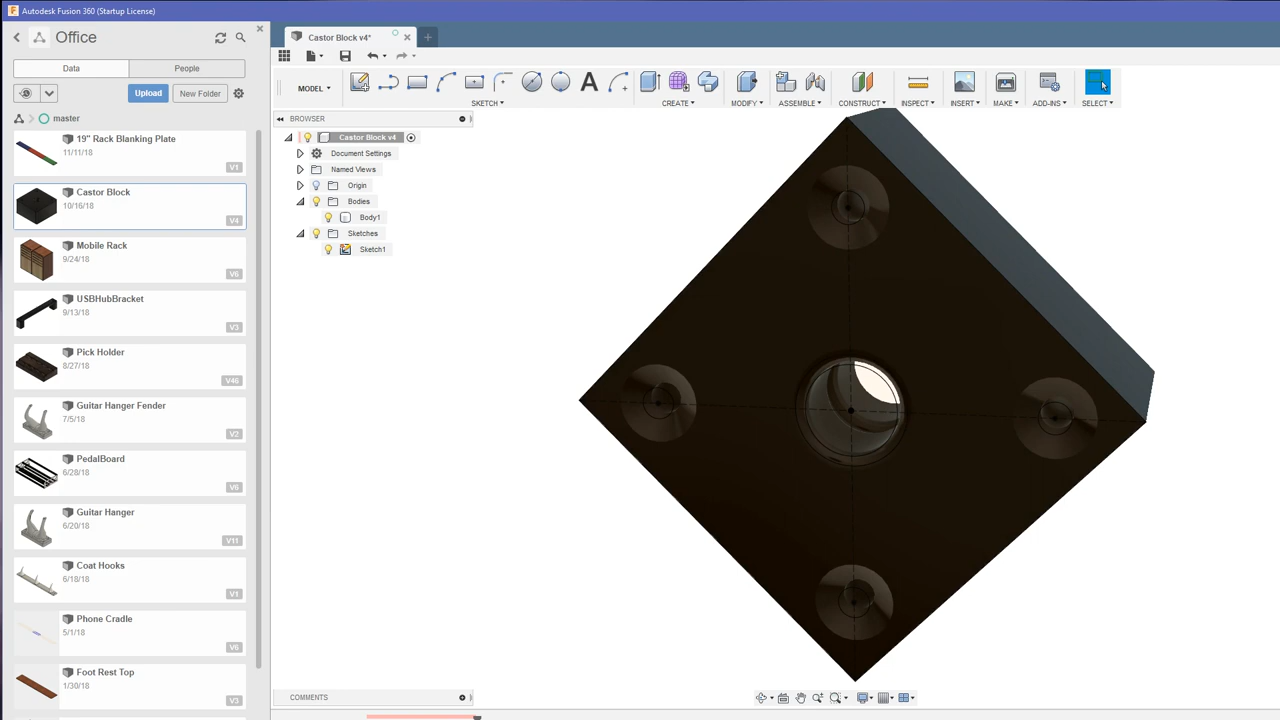 Autodesk Fusion 360 (Startup License)
Office
Data People
Upload New Folder
master
19" Rack Blanking Plate
11/11/18
V1
Castor Block
10/16/18
V4
Mobile Rack
9/24/18
V6
USBHubBracket
9/13/18
V3
Pick Holder
8/27/18
V46
Guitar Hanger Fender
7/5/18
V2
PedalBoard
6/28/18
V8
Guitar Hanger
6/20/18
V11
Coat Hooks
6/18/18
V1
Phone Cradle
5/1/18
V6
Foot Rest Top
1/30/18
V3
Castor Block v4*
MODEL
SKETCH CREATE MODIFY ASSEMBLE CONSTRUCT INSPECT INSERT MAKE ADD-INS SELECT
BROWSER
Castor Block v4
Document Settings
Named Views
Origin
Bodies
Body1
Sketches
Sketch1
COMMENTS